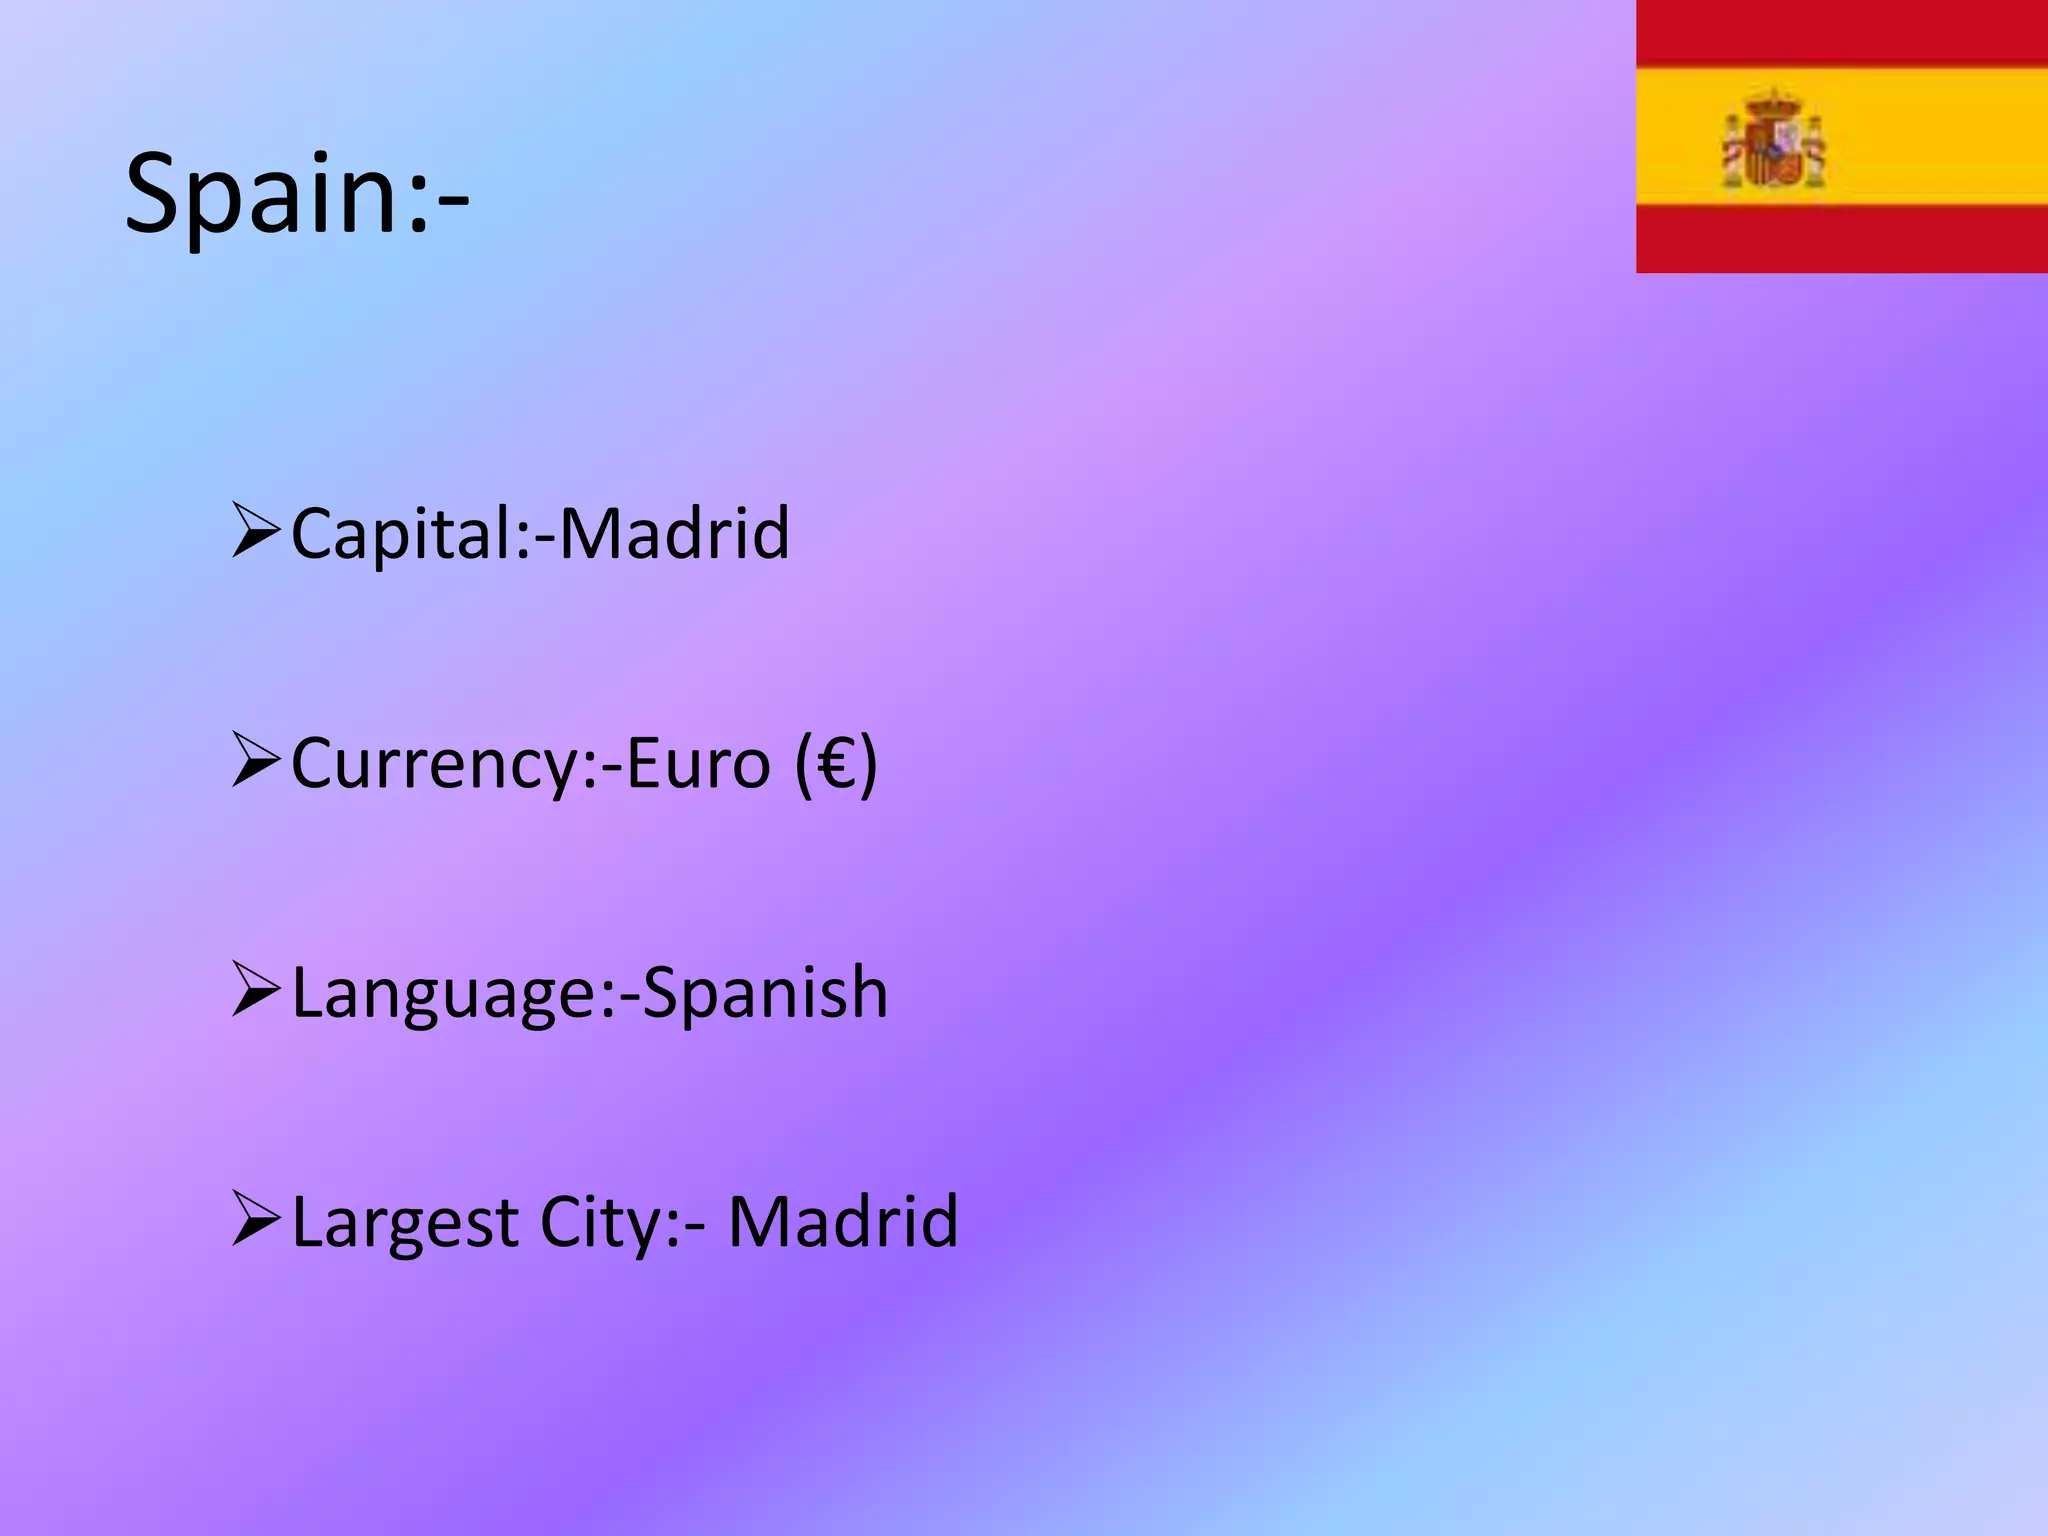 Spain:-
➢Capital:-Madrid
➢Currency:-Euro (€)
➢Language:-Spanish
➢Largest City:- Madrid